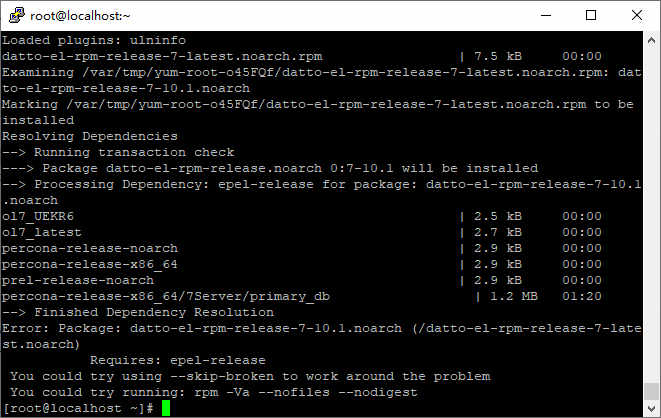 root@localhost:~
Loaded plugins: ulninfo
datto-el-rpm-release-7-latest.noarch.rpm | 7.5 kB 00:00
Examining /var/tmp/yum-root-o45FQf/datto-el-rpm-release-7-latest.noarch.rpm: dat
to-el-rpm-release-7-10.1.noarch
Marking /var/tmp/yum-root-o45FQf/datto-el-rpm-release-7-latest.noarch.rpm to be
installed
Resolving Dependencies
--> Running transaction check
---> Package datto-el-rpm-release.noarch 0:7-10.1 will be installed
--> Processing Dependency: epel-release for package: datto-el-rpm-release-7-10.1
.noarch
ol7_UEKR6 | 2.5 kB 00:00
ol7_latest | 2.7 kB 00:00
percona-release-noarch | 2.9 kB 00:00
percona-release-x86_64 | 2.9 kB 00:00
prel-release-noarch | 2.9 kB 00:00
percona-release-x86_64/7Server/primary_db | 1.2 MB 01:20
--> Finished Dependency Resolution
Error: Package: datto-el-rpm-release-7-10.1.noarch (/datto-el-rpm-release-7-late
st.noarch)
Requires: epel-release
You could try using --skip-broken to work around the problem
You could try running: rpm -Va --nofiles --nodigest
[root@localhost ~]#